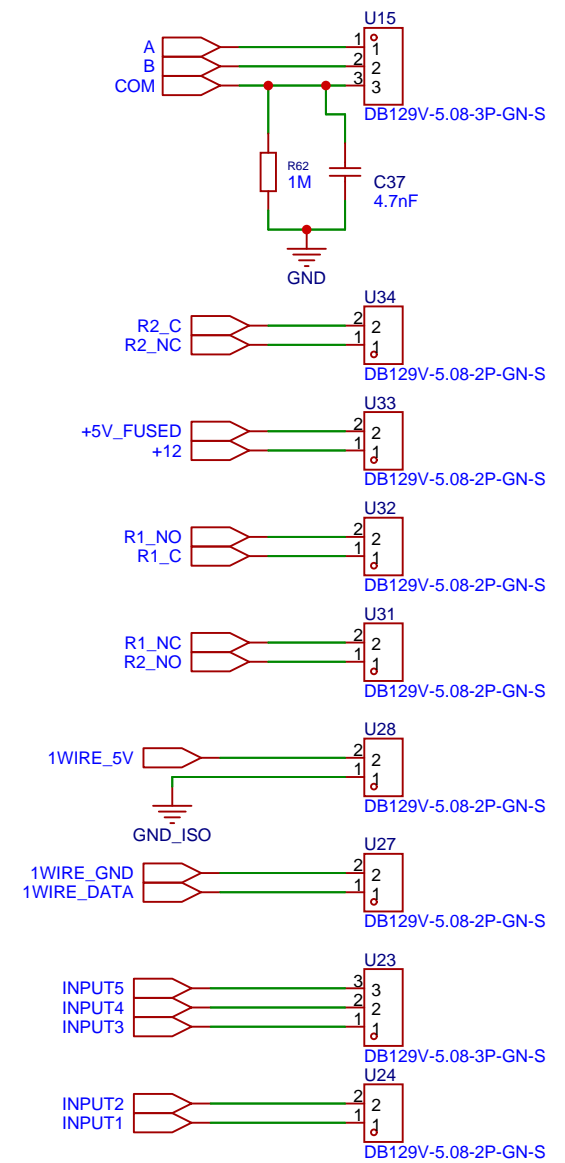 U15
A 1 1
B 2 2
COM 3 3
DB129V-5.08-3P-GN-S
R62
1M
C37
4.7nF
GND
U34
R2_C 2 2
R2_NC 1 1
DB129V-5.08-2P-GN-S
U33
+5V_FUSED 2 2
+12 1 1
DB129V-5.08-2P-GN-S
U32
R1_NO 2 2
R1_C 1 1
DB129V-5.08-2P-GN-S
U31
R1_NC 2 2
R2_NO 1 1
DB129V-5.08-2P-GN-S
U28
1WIRE_5V 2 2
1 1
DB129V-5.08-2P-GN-S
GND_ISO
U27
1WIRE_GND 2 2
1WIRE_DATA 1 1
DB129V-5.08-2P-GN-S
U23
INPUT5 3 3
INPUT4 2 2
INPUT3 1 1
DB129V-5.08-3P-GN-S
U24
INPUT2 2 2
INPUT1 1 1
DB129V-5.08-2P-GN-S